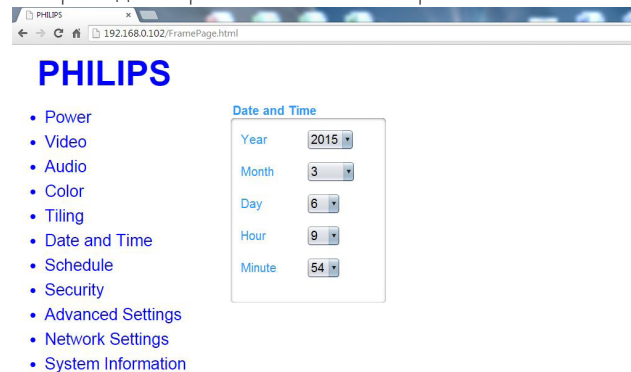 PHILIPS
192.168.0.102/FramePage.html
PHILIPS
• Power
• Video
• Audio
• Color
• Tiling
• Date and Time
• Schedule
• Security
• Advanced Settings
• Network Settings
• System Information
Date and Time
Year 2015
Month 3
Day 6
Hour 9
Minute 54